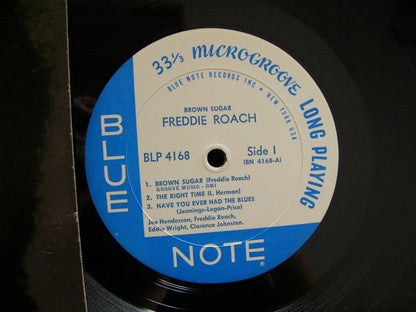 33 1/3 MICROGROOVE LONG PLAYING
BLUE NOTE RECORDS INC • NEW YORK USA
BROWN SUGAR
FREDDIE ROACH
BLP 4168
Side 1
(BN 4168-A)
1. BROWN SUGAR (Freddie Roach)
GROOVE MUSIC - BMI
2. THE RIGHT TIME (L. Herman)
3. HAVE YOU EVER HAD THE BLUES
(Jennings-Logan-Price)
Joe Henderson, Freddie Roach,
Eddie Wright, Clarence Johnston.
BLUE
NOTE